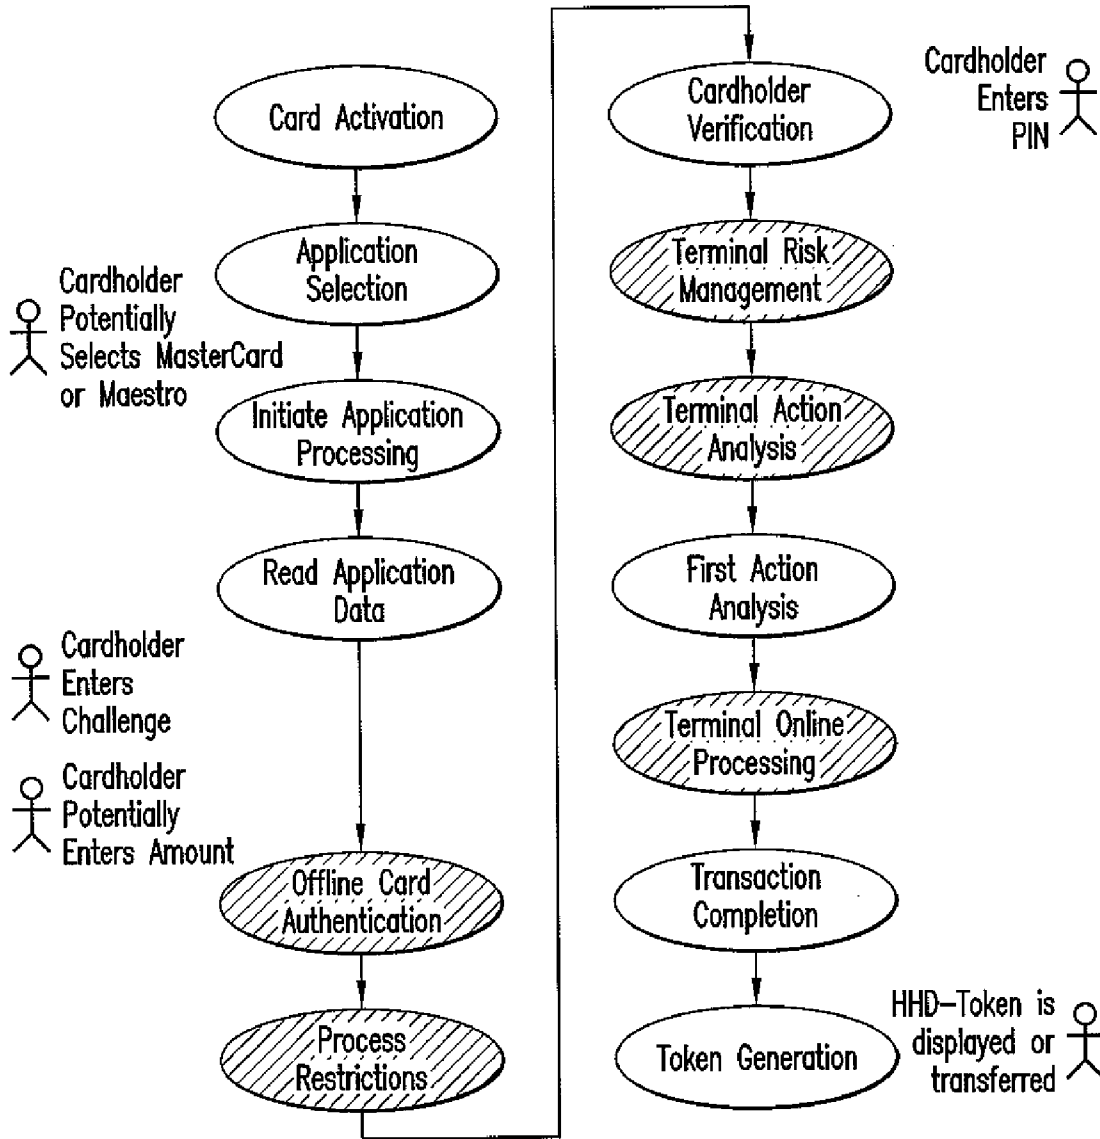 Card Activation
Application
Selection
Cardholder
Potentially
Selects MasterCard
or Maestro
Initiate Application
Processing
Read Application
Data
Cardholder
Enters
Challenge
Cardholder
Potentially
Enters Amount
Offline Card
Authentication
Process
Restrictions
Cardholder
Verification
Cardholder
Enters
PIN
Terminal Risk
Management
Terminal Action
Analysis
First Action
Analysis
Terminal Online
Processing
Transaction
Completion
Token Generation
HHD-Token is
displayed or
transferred